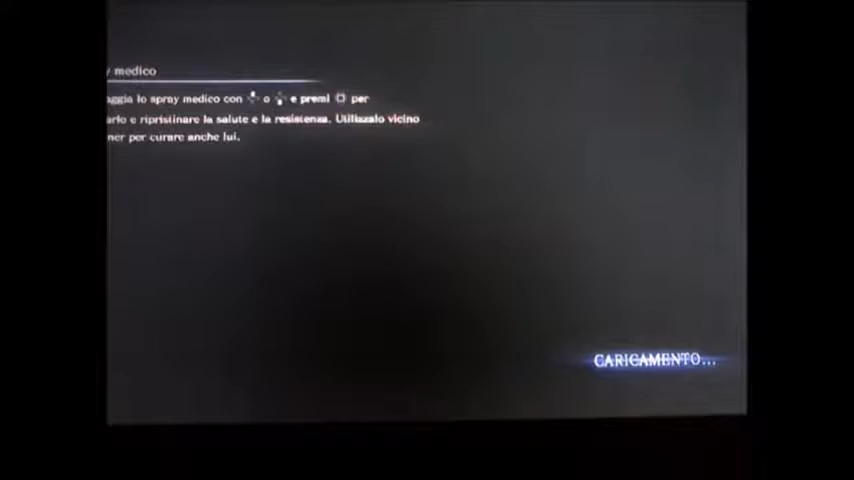 medico
aggia lo spray medico con o e premi per
arlo e ripristinare la salute e la resistenza. Utilizzalo vicino
ner per curare anche lui.
CARICAMENTO...